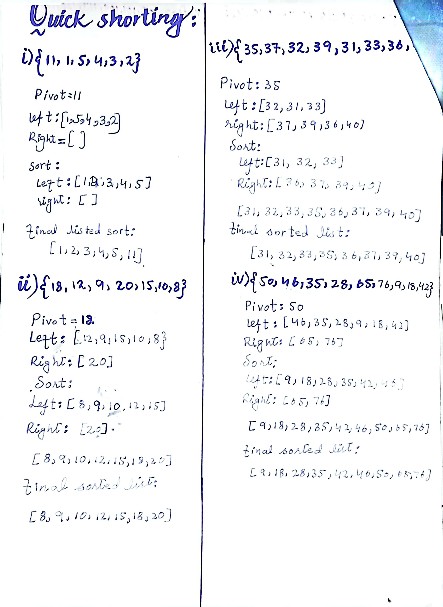 Quick shorting:
i) {11, 1, 5, 4, 3, 2}
Pivot=11
left: [1,5,4,3,2]
Right=[ ]
sort:
left: [1,2,3,4,5]
right: [ ]
Final listed sort:
[1,2,3,4,5,11]
ii) {18, 12, 9, 20, 15, 10, 8}
Pivot=18
Left: [12,9,15,10,8}
Right: [20]
Sort:
Left: [8,9,10,12,15]
Right: [20].
[8,9,10,12,15,18,20]
Final sorted list:
[8,9,10,12,15,18,20]
iii) {35,37,32,39,31,33,36,
Pivot: 35
Left: [32,31,33]
right: [37,39,36,40]
Sort:
left: [31, 32, 33]
Right: [36, 37, 39, 40]
[31, 32, 33, 35, 36, 37, 39, 40]
final sorted list:
[31, 32, 33, 35, 36, 37, 39, 40]
iv) {50, 46, 35, 28, 65, 76, 9, 18, 42}
Pivot: 50
left: [46,35,28,9,18,42]
Right: [65,76]
Sort:
Left: [9,18,28,35,42,46]
Right: [65,76]
[9,18,28,35,42,46,50,65,76]
Final sorted list:
[9,18,28,35,42,46,50,65,76]